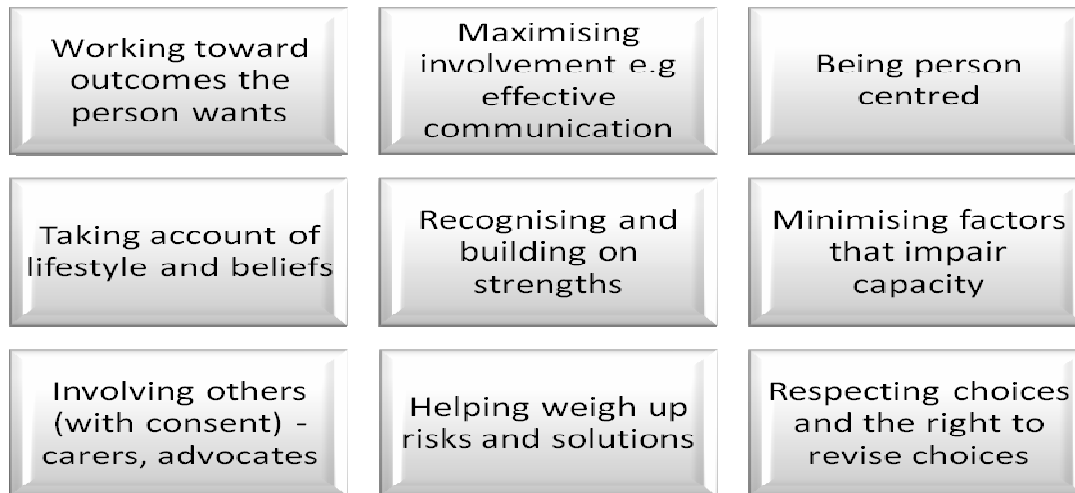 Working toward
outcomes the
person wants
Maximising
involvement e.g
effective
communication
Being person
centred
Taking account of
lifestyle and beliefs
Recognising and
building on
strengths
Minimising factors
that impair
capacity
Involving others
(with consent) -
carers, advocates
Helping weigh up
risks and solutions
Respecting choices
and the right to
revise choices